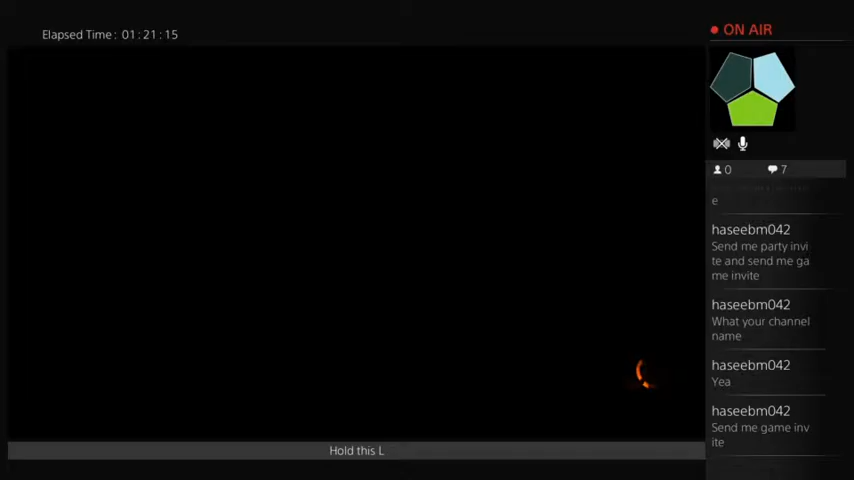 Elapsed Time: 01:21:15
ON AIR
0 7
e
haseebm042
Send me party invi
te and send me ga
me invite
haseebm042
What your channel
name
haseebm042
Yea
haseebm042
Send me game inv
ite
Hold this L